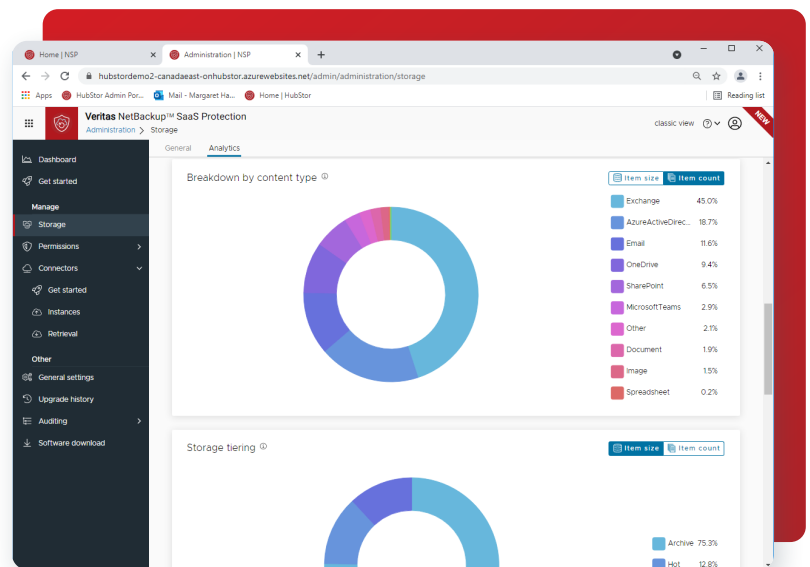 Home | NSP
Administration | NSP
hubstordemo2-canadaeast-onhubstor.azurewebsites.net/admin/administration/storage
Apps HubStor Admin Por... Mail - Margaret Ha... Home | HubStor Reading list
Veritas NetBackup™ SaaS Protection
Administration > Storage
classic view
NEW
Dashboard
Get started
Manage
Storage
Permissions
Connectors
Get started
Instances
Retrieval
Other
General settings
Upgrade history
Auditing
Software download
General Analytics
Breakdown by content type
Item size Item count
Exchange 45.0%
AzureActiveDirec... 18.7%
Email 11.6%
OneDrive 9.4%
SharePoint 6.5%
MicrosoftTeams 2.9%
Other 2.1%
Document 1.9%
Image 1.5%
Spreadsheet 0.2%
Storage tiering
Item size Item count
Archive 75.3%
Hot 12.8%